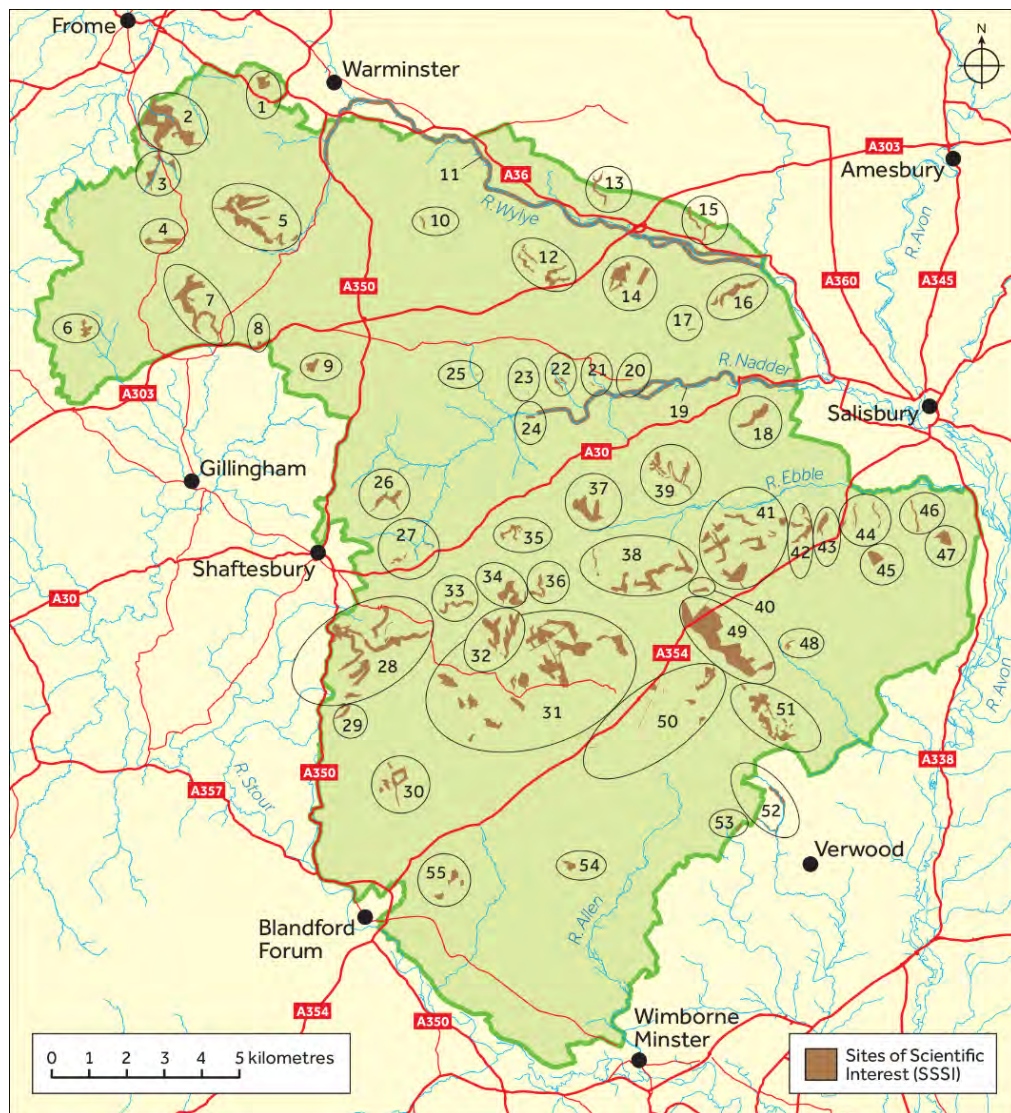 Frome
Warminster
N
1
2
A303
Amesbury
3
11
A36
13
R.Wylye
10
15
R.Avon
4
5
12
A350
A360
A345
7
14
16
6
8
17
9
25
23
22
21
20
R.Nadder
A303
24
19
18
Salisbury
A30
Gillingham
26
37
39
R.Ebble
41
44
46
27
35
42
43
47
Shaftesbury
38
45
A30
33
34
36
40
28
32
A354
49
48
31
50
51
R.Avon
29
R.Stour
A350
30
A338
A357
52
53
Verwood
55
54
R.Allen
Blandford
Forum
A354
A350
Wimborne
Minster
0 1 2 3 4 5 kilometres
Sites of Scientific
Interest (SSSI)